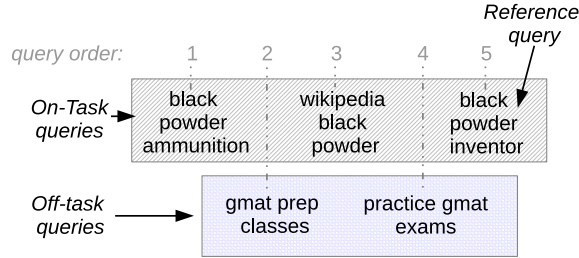 Reference
query
query order: 1 2 3 4 5
On-Task
queries
black
powder
ammunition
wikipedia
black
powder
black
powder
inventor
Off-task
queries
gmat prep
classes
practice gmat
exams